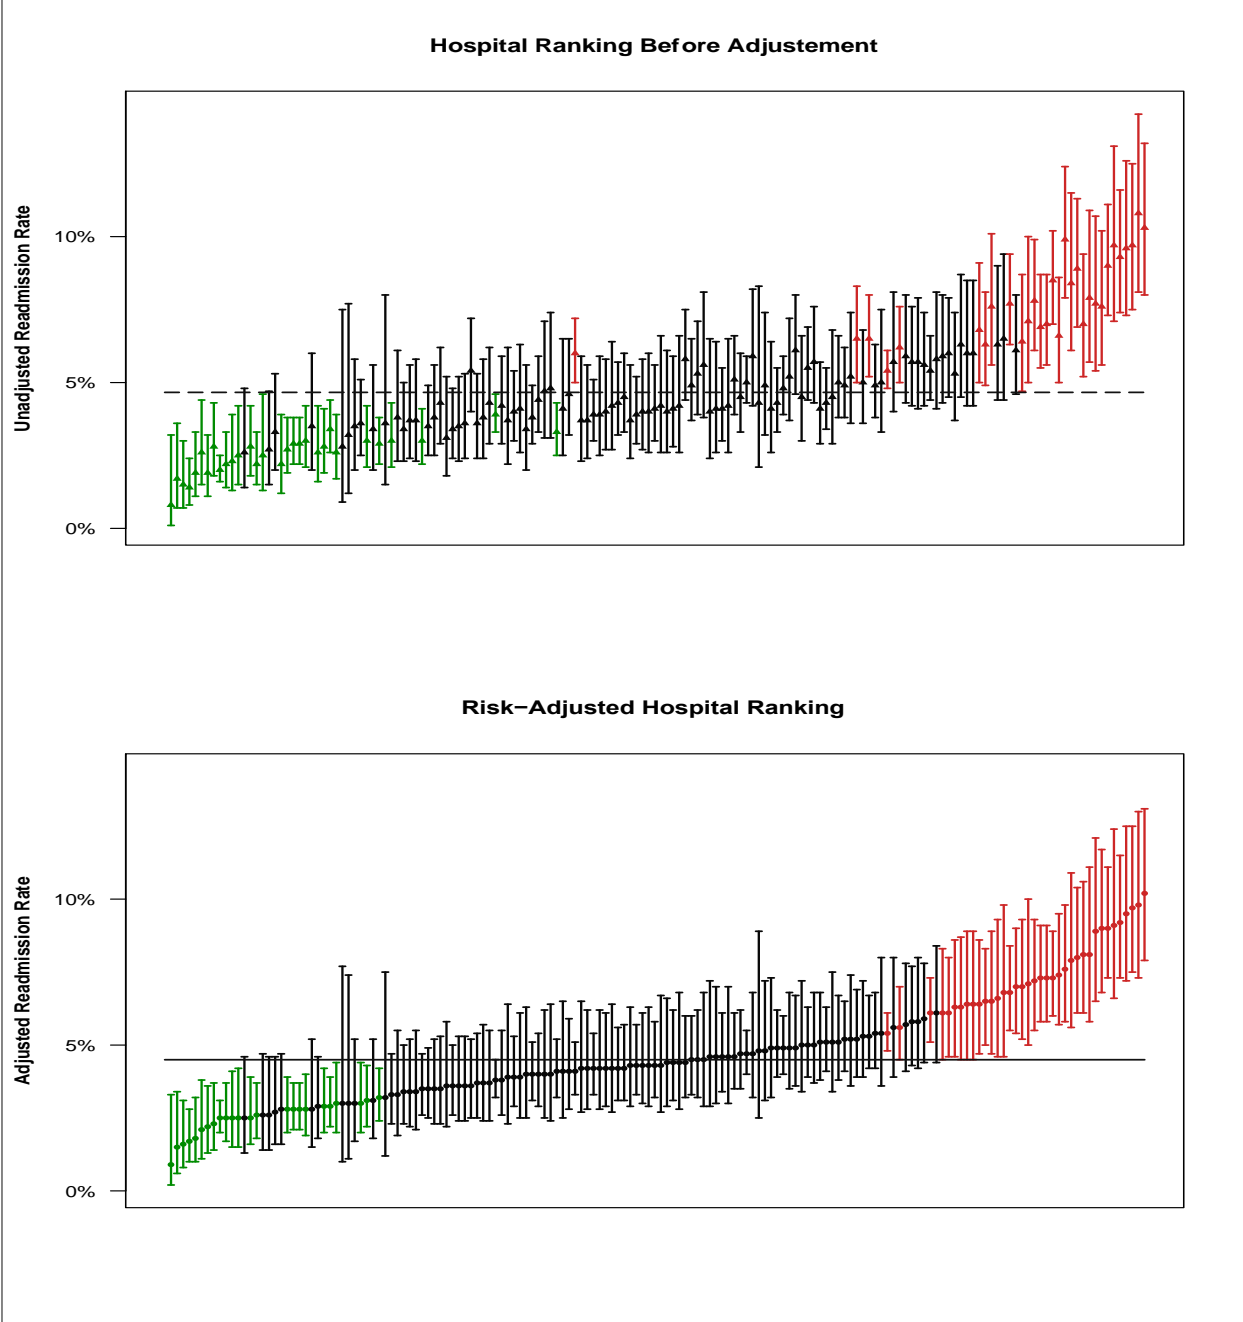 Hospital Ranking Before Adjustement
Unadjusted Readmission Rate
10%
5%
0%
Risk−Adjusted Hospital Ranking
Adjusted Readmission Rate
10%
5%
0%